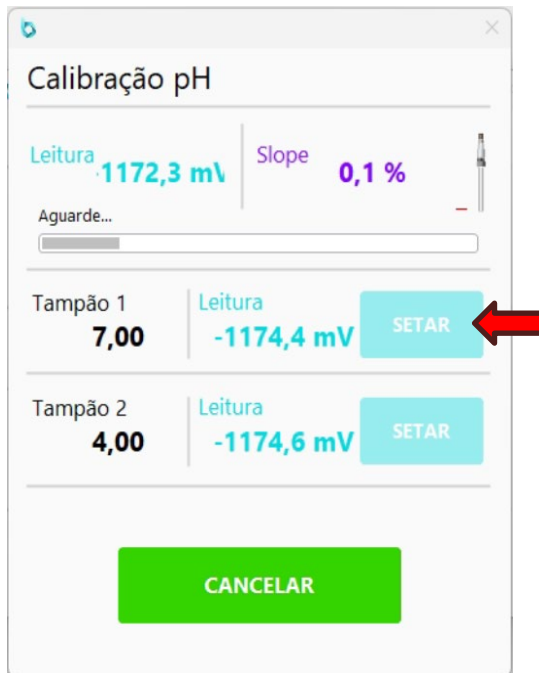 Calibração pH
Leitura
-1172,3 mV
Slope
0,1 %
Aguarde...
Tampão 1
7,00
Leitura
-1174,4 mV
SETAR
Tampão 2
4,00
Leitura
-1174,6 mV
SETAR
CANCELAR